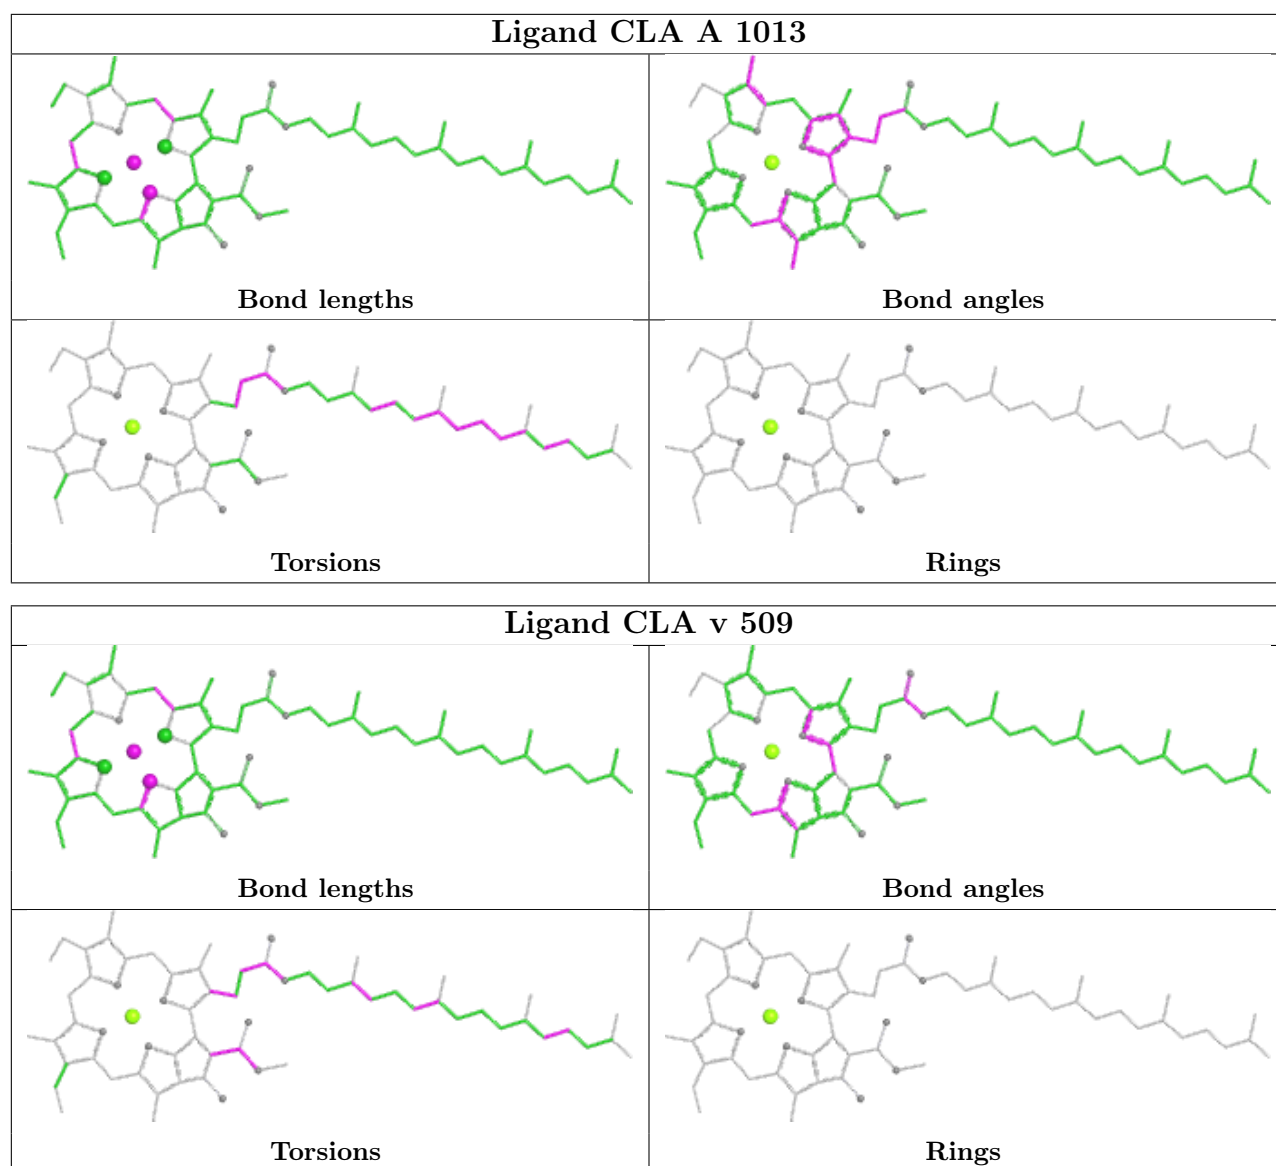 Ligand CLA A 1013
Bond lengths
Bond angles
Torsions
Rings
Ligand CLA v 509
Bond lengths
Bond angles
Torsions
Rings